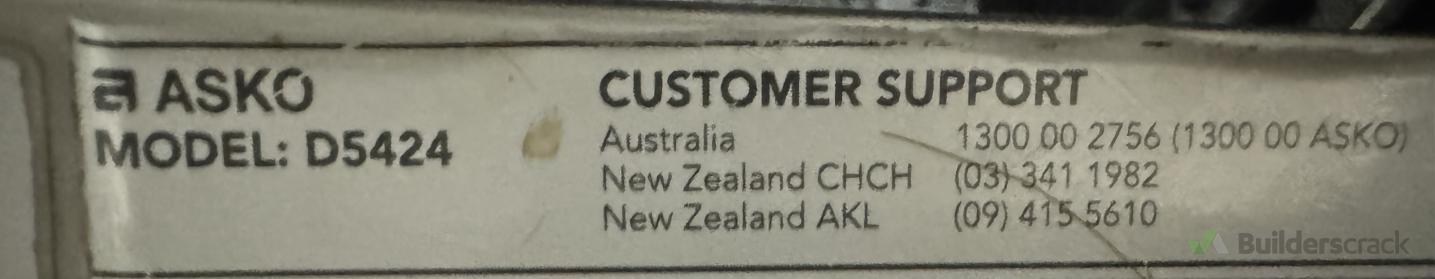 a ASKO
MODEL: D5424
CUSTOMER SUPPORT
Australia 1300 00 2756 (1300 00 ASKO)
New Zealand CHCH (03) 341 1982
New Zealand AKL (09) 415 5610
Builderscrack